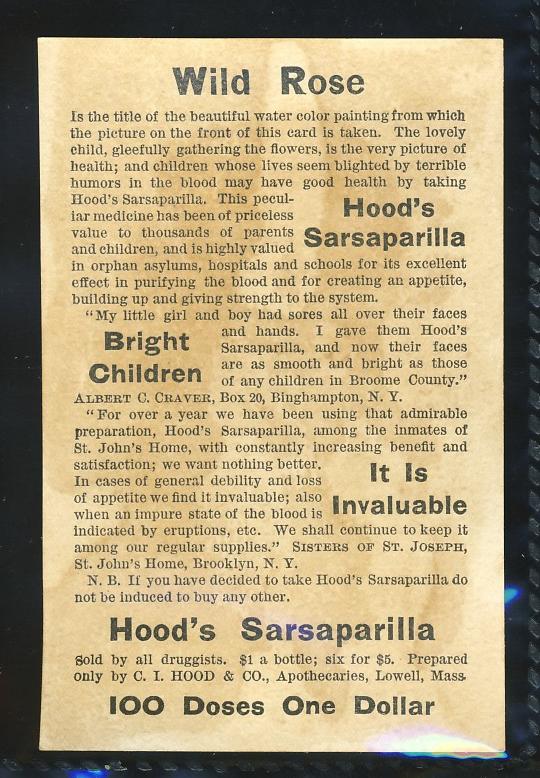 Wild Rose
Is the title of the beautiful water color painting from which
the picture on the front of this card is taken. The lovely
child, gleefully gathering the flowers, is the very picture of
health; and children whose lives seem blighted by terrible
humors in the blood may have good health by taking
Hood's Sarsaparilla. This pecul-
iar medicine has been of priceless
value to thousands of parents
and children, and is highly valued
Hood's
Sarsaparilla
in orphan asylums, hospitals and schools for its excellent
effect in purifying the blood and for creating an appetite,
building up and giving strength to the system.
"My little girl and boy had sores all over their faces
Bright
Children
and hands. I gave them Hood's
Sarsaparilla, and now their faces
are as smooth and bright as those
of any children in Broome County."
ALBERT C. CRAVER, Box 20, Binghampton, N. Y.
"For over a year we have been using that admirable
preparation, Hood's Sarsaparilla, among the inmates of
St. John's Home, with constantly increasing benefit and
satisfaction; we want nothing better.
In cases of general debility and loss
of appetite we find it invaluable; also
when an impure state of the blood is
It Is
Invaluable
indicated by eruptions, etc. We shall continue to keep it
among our regular supplies." SISTERS OF ST. JOSEPH,
St. John's Home, Brooklyn, N. Y.
N. B. If you have decided to take Hood's Sarsaparilla do
not be induced to buy any other.
Hood's Sarsaparilla
Sold by all druggists. $1 a bottle; six for $5. Prepared
only by C. I. HOOD & CO., Apothecaries, Lowell, Mass.
100 Doses One Dollar